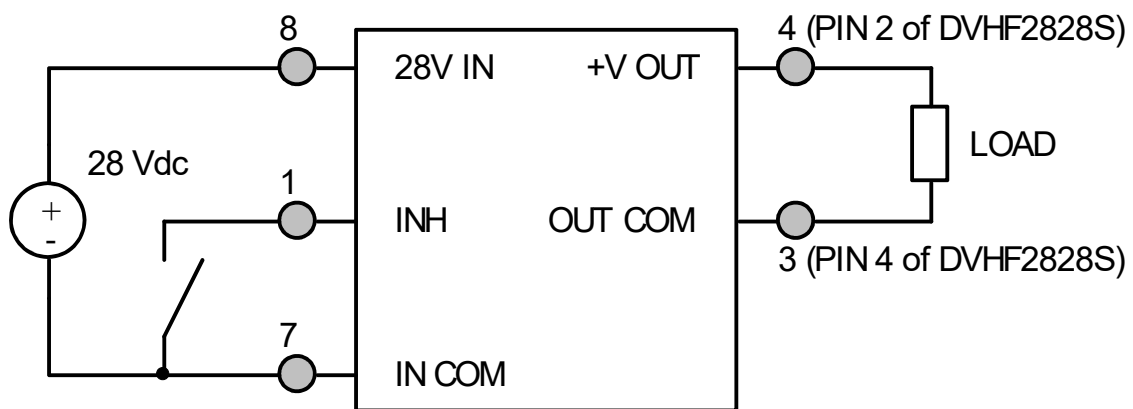 8
28V IN
+V OUT
4 (PIN 2 of DVHF2828S)
28 Vdc
+
-
1
INH
OUT COM
LOAD
3 (PIN 4 of DVHF2828S)
7
IN COM